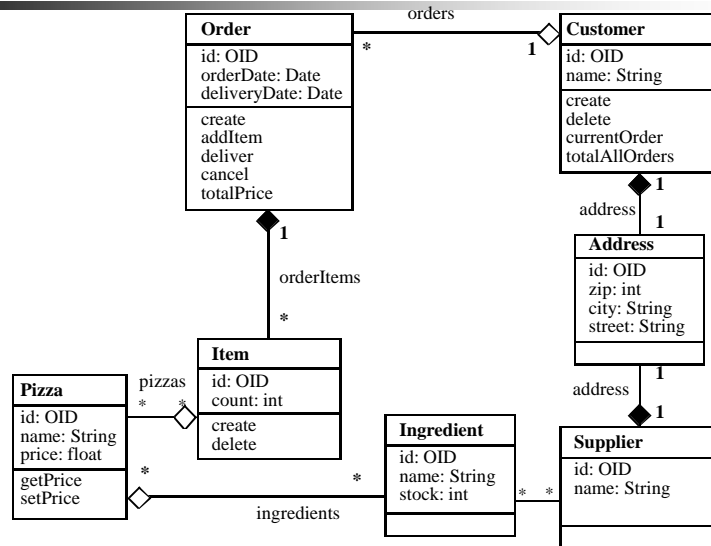 orders
Order
id: OID
orderDate: Date
deliveryDate: Date
create
addItem
deliver
cancel
totalPrice
*
1
Customer
id: OID
name: String
create
delete
currentOrder
totalAllOrders
1
orderItems
*
1
address
1
Address
id: OID
zip: int
city: String
street: String
1
address
1
Item
id: OID
count: int
create
delete
pizzas
* *
Pizza
id: OID
name: String
price: float
getPrice
setPrice
*
ingredients
*
Ingredient
id: OID
name: String
stock: int
* *
Supplier
id: OID
name: String